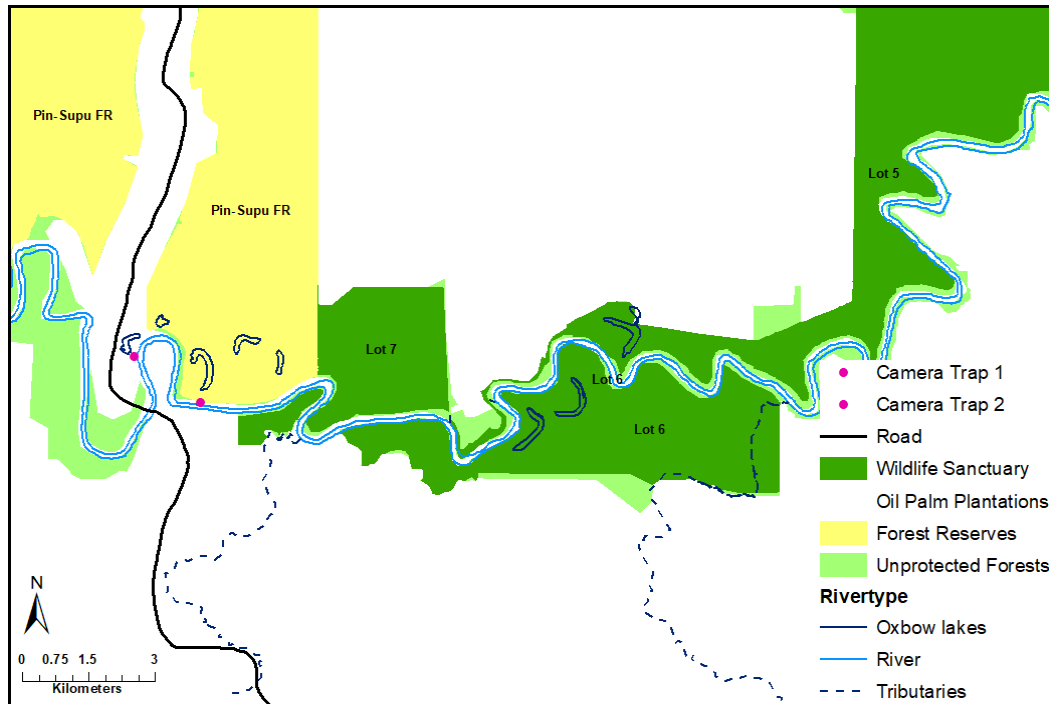 Pin-Supu FR
Pin-Supu FR
Lot 5
Lot 7
Lot 6
Lot 6
Camera Trap 1
Camera Trap 2
Road
Wildlife Sanctuary
Oil Palm Plantations
Forest Reserves
Unprotected Forests
Rivertype
Oxbow lakes
River
Tributaries
N
0 0.75 1.5 3
Kilometers